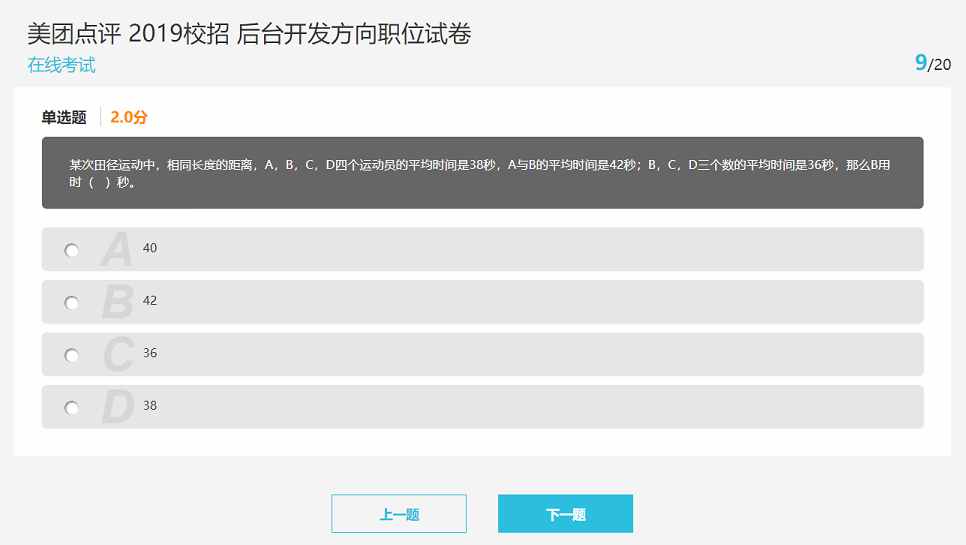 美团点评 2019校招 后台开发方向职位试卷
在线考试
9/20
单选题 2.0分
某次田径运动中，相同长度的距离，A，B，C，D四个运动员的平均时间是38秒，A与B的平均时间是42秒；B，C，D三个数的平均时间是36秒，那么B用
时（ ）秒。
A 40
B 42
C 36
D 38
上一题 下一题